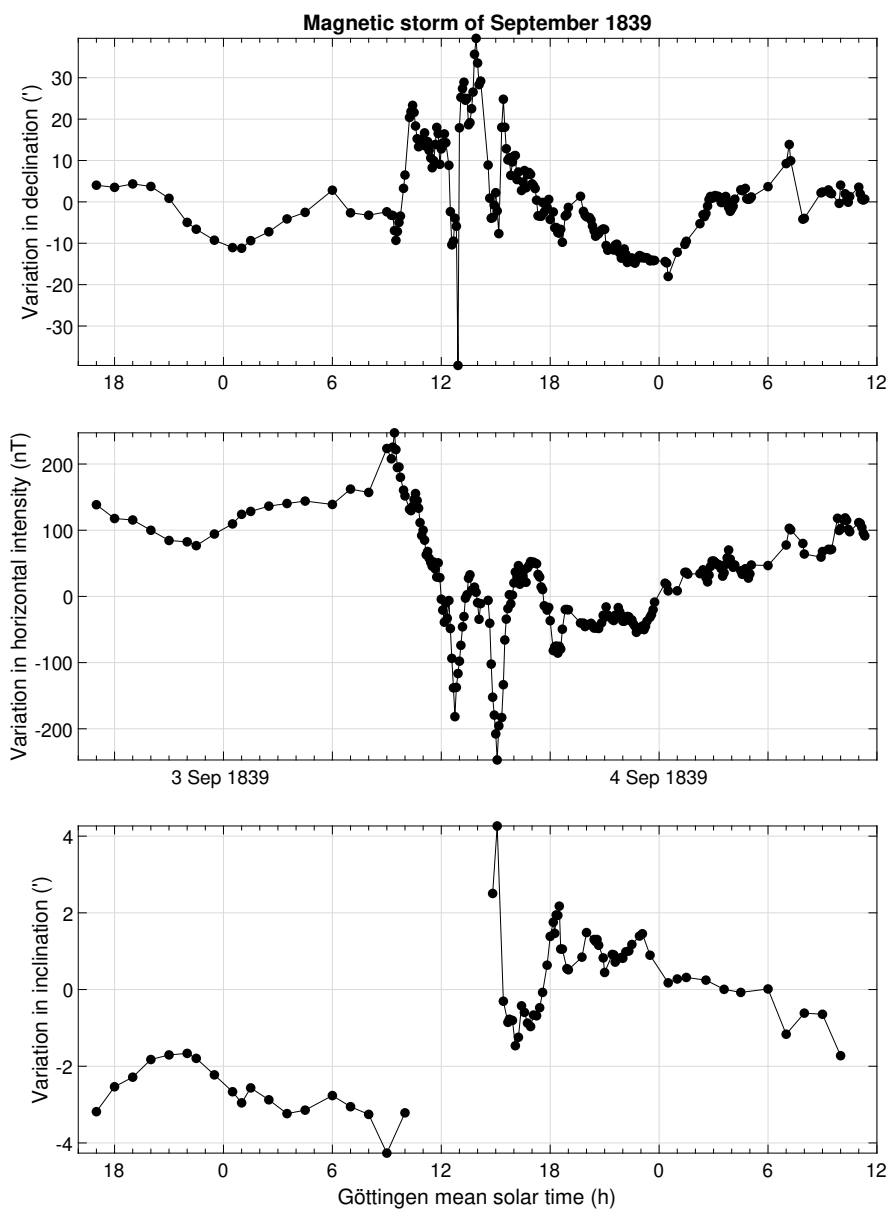 Magnetic storm of September 1839
Variation in declination (')
30
20
10
0
-10
-20
-30
18 0 6 12 18 0 6 12
Variation in horizontal intensity (nT)
200
100
0
-100
-200
3 Sep 1839 4 Sep 1839
Variation in inclination (')
4
2
0
-2
-4
18 0 6 12 18 0 6 12
Göttingen mean solar time (h)